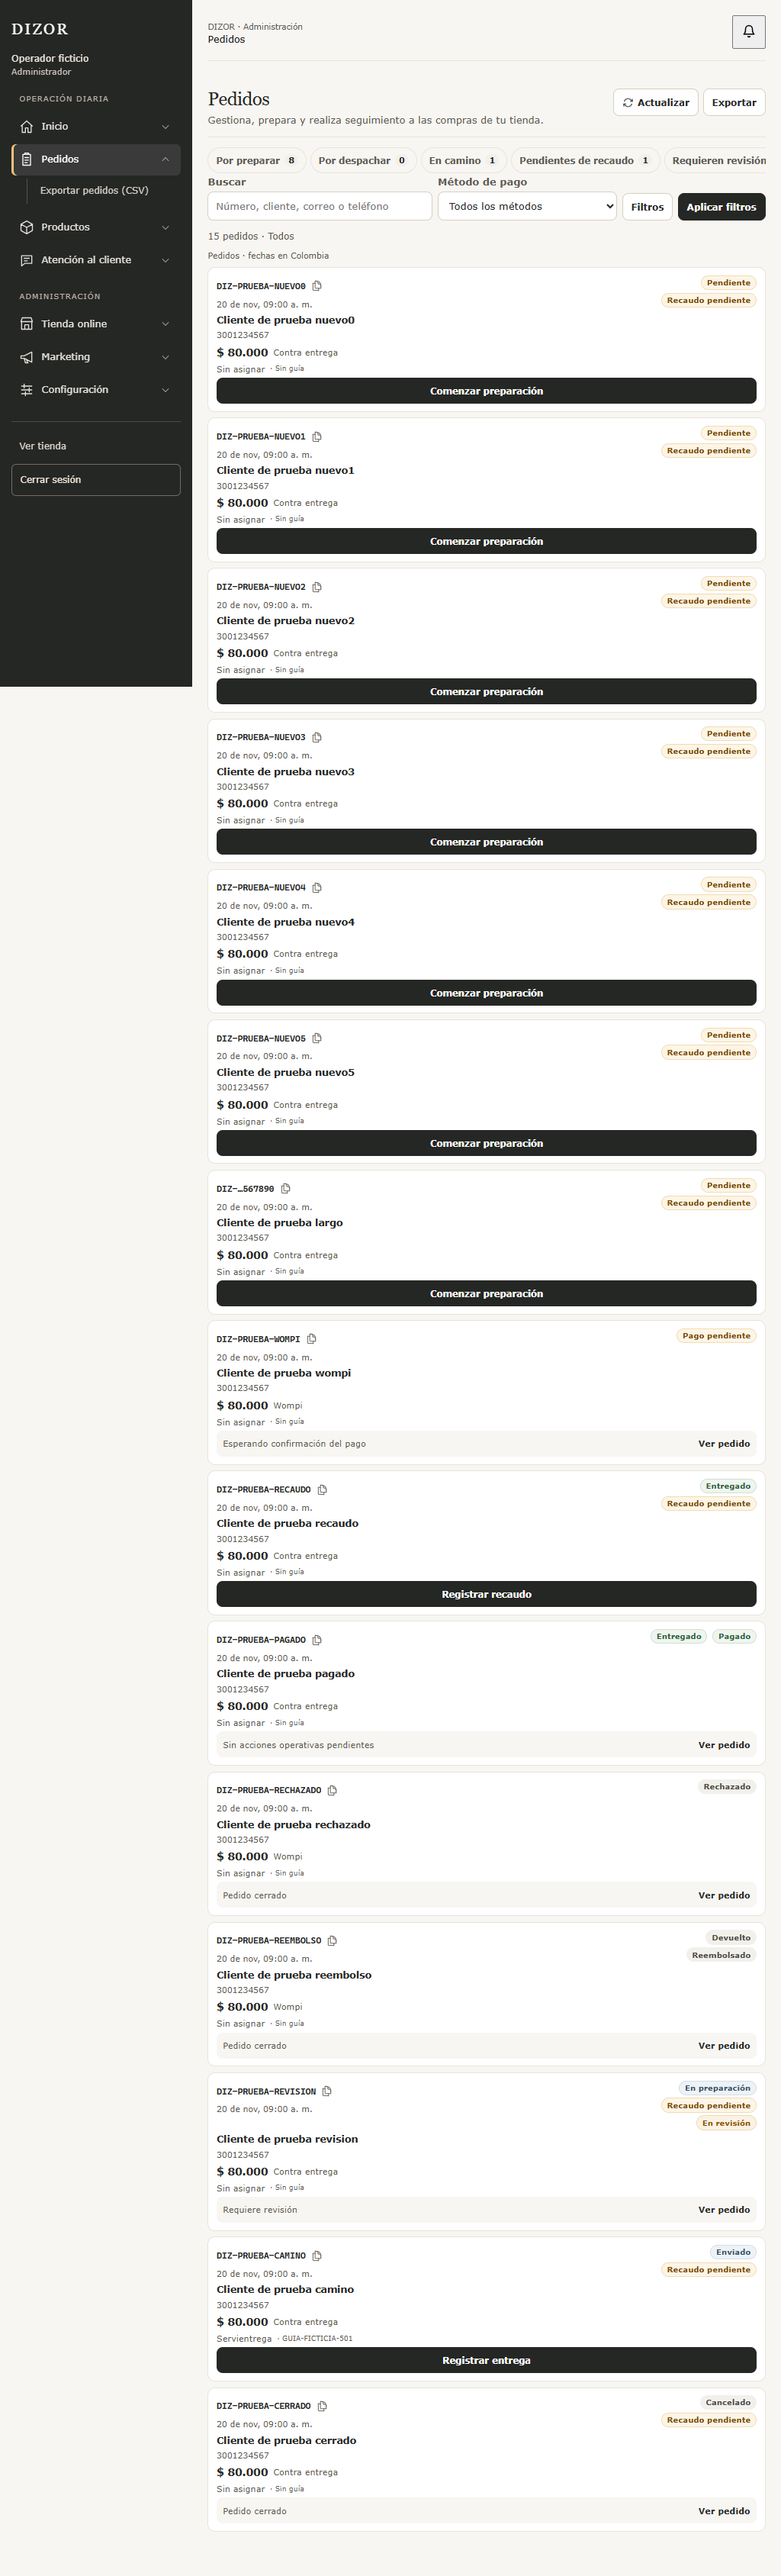 DIZOR
Operador ficticio
Administrador
OPERACIÓN DIARIA
Inicio
Pedidos
Exportar pedidos (CSV)
Productos
Atención al cliente
ADMINISTRACIÓN
Tienda online
Marketing
Configuración
Ver tienda
Cerrar sesión
DIZOR · Administración
Pedidos
Pedidos
Gestiona, prepara y realiza seguimiento a las compras de tu tienda.
Actualizar
Exportar
Por preparar 8
Por despachar 0
En camino 1
Pendientes de recaudo 1
Requieren revisión
Buscar
Método de pago
Número, cliente, correo o teléfono
Todos los métodos
Filtros
Aplicar filtros
15 pedidos · Todos
Pedidos · fechas en Colombia
DIZ-PRUEBA-NUEVO0
Pendiente
Recaudo pendiente
20 de nov, 09:00 a. m.
Cliente de prueba nuevo0
3001234567
$ 80.000 Contra entrega
Sin asignar · Sin guía
Comenzar preparación
DIZ-PRUEBA-NUEVO1
Pendiente
Recaudo pendiente
20 de nov, 09:00 a. m.
Cliente de prueba nuevo1
3001234567
$ 80.000 Contra entrega
Sin asignar · Sin guía
Comenzar preparación
DIZ-PRUEBA-NUEVO2
Pendiente
Recaudo pendiente
20 de nov, 09:00 a. m.
Cliente de prueba nuevo2
3001234567
$ 80.000 Contra entrega
Sin asignar · Sin guía
Comenzar preparación
DIZ-PRUEBA-NUEVO3
Pendiente
Recaudo pendiente
20 de nov, 09:00 a. m.
Cliente de prueba nuevo3
3001234567
$ 80.000 Contra entrega
Sin asignar · Sin guía
Comenzar preparación
DIZ-PRUEBA-NUEVO4
Pendiente
Recaudo pendiente
20 de nov, 09:00 a. m.
Cliente de prueba nuevo4
3001234567
$ 80.000 Contra entrega
Sin asignar · Sin guía
Comenzar preparación
DIZ-PRUEBA-NUEVO5
Pendiente
Recaudo pendiente
20 de nov, 09:00 a. m.
Cliente de prueba nuevo5
3001234567
$ 80.000 Contra entrega
Sin asignar · Sin guía
Comenzar preparación
DIZ-…567890
Pendiente
Recaudo pendiente
20 de nov, 09:00 a. m.
Cliente de prueba largo
3001234567
$ 80.000 Contra entrega
Sin asignar · Sin guía
Comenzar preparación
DIZ-PRUEBA-WOMPI
Pago pendiente
20 de nov, 09:00 a. m.
Cliente de prueba wompi
3001234567
$ 80.000 Wompi
Sin asignar · Sin guía
Esperando confirmación del pago
Ver pedido
DIZ-PRUEBA-RECAUDO
Entregado
Recaudo pendiente
20 de nov, 09:00 a. m.
Cliente de prueba recaudo
3001234567
$ 80.000 Contra entrega
Sin asignar · Sin guía
Registrar recaudo
DIZ-PRUEBA-PAGADO
Entregado
Pagado
20 de nov, 09:00 a. m.
Cliente de prueba pagado
3001234567
$ 80.000 Contra entrega
Sin asignar · Sin guía
Sin acciones operativas pendientes
Ver pedido
DIZ-PRUEBA-RECHAZADO
Rechazado
20 de nov, 09:00 a. m.
Cliente de prueba rechazado
3001234567
$ 80.000 Wompi
Sin asignar · Sin guía
Pedido cerrado
Ver pedido
DIZ-PRUEBA-REEMBOLSO
Devuelto
Reembolsado
20 de nov, 09:00 a. m.
Cliente de prueba reembolso
3001234567
$ 80.000 Wompi
Sin asignar · Sin guía
Pedido cerrado
Ver pedido
DIZ-PRUEBA-REVISION
En preparación
Recaudo pendiente
En revisión
20 de nov, 09:00 a. m.
Cliente de prueba revision
3001234567
$ 80.000 Contra entrega
Sin asignar · Sin guía
Requiere revisión
Ver pedido
DIZ-PRUEBA-CAMINO
Enviado
Recaudo pendiente
20 de nov, 09:00 a. m.
Cliente de prueba camino
3001234567
$ 80.000 Contra entrega
Servientrega · GUIA-FICTICIA-501
Registrar entrega
DIZ-PRUEBA-CERRADO
Cancelado
Recaudo pendiente
20 de nov, 09:00 a. m.
Cliente de prueba cerrado
3001234567
$ 80.000 Contra entrega
Sin asignar · Sin guía
Pedido cerrado
Ver pedido